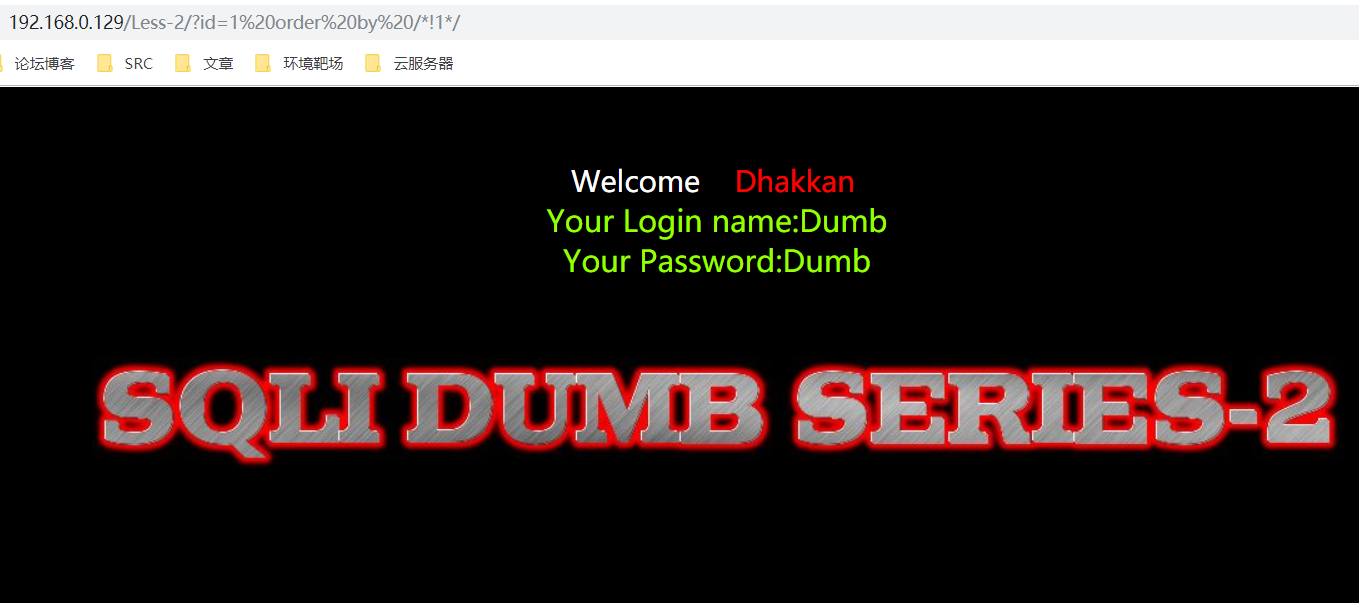 192.168.0.129/Less-2/?id=1%20order%20by%20/*!1*/
论坛博客 SRC 文章 环境靶场 云服务器
Welcome Dhakkan
Your Login name:Dumb
Your Password:Dumb
SQLI DUMB SERIES-2